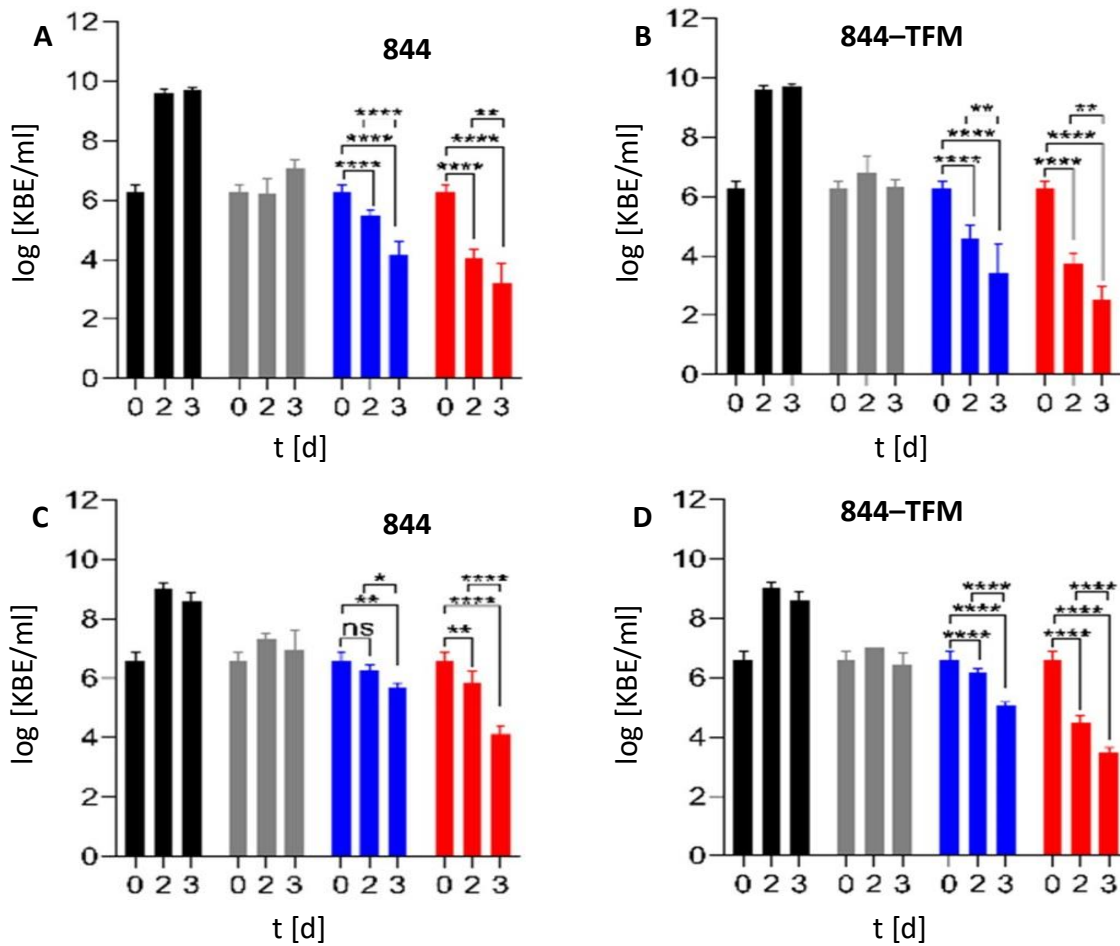 A
844
log [KBE/ml]
12
10
8
6
4
2
0
**** **
**** ****
**** ****
0 2 3 0 2 3 0 2 3 0 2 3
t [d]
B
844–TFM
log [KBE/ml]
12
10
8
6
4
2
0
** **
**** ****
**** ****
0 2 3 0 2 3 0 2 3 0 2 3
t [d]
C
844
log [KBE/ml]
12
10
8
6
4
2
0
* ****
** ****
ns **
0 2 3 0 2 3 0 2 3 0 2 3
t [d]
D
844–TFM
log [KBE/ml]
12
10
8
6
4
2
0
**** ****
**** ****
**** ****
0 2 3 0 2 3 0 2 3 0 2 3
t [d]